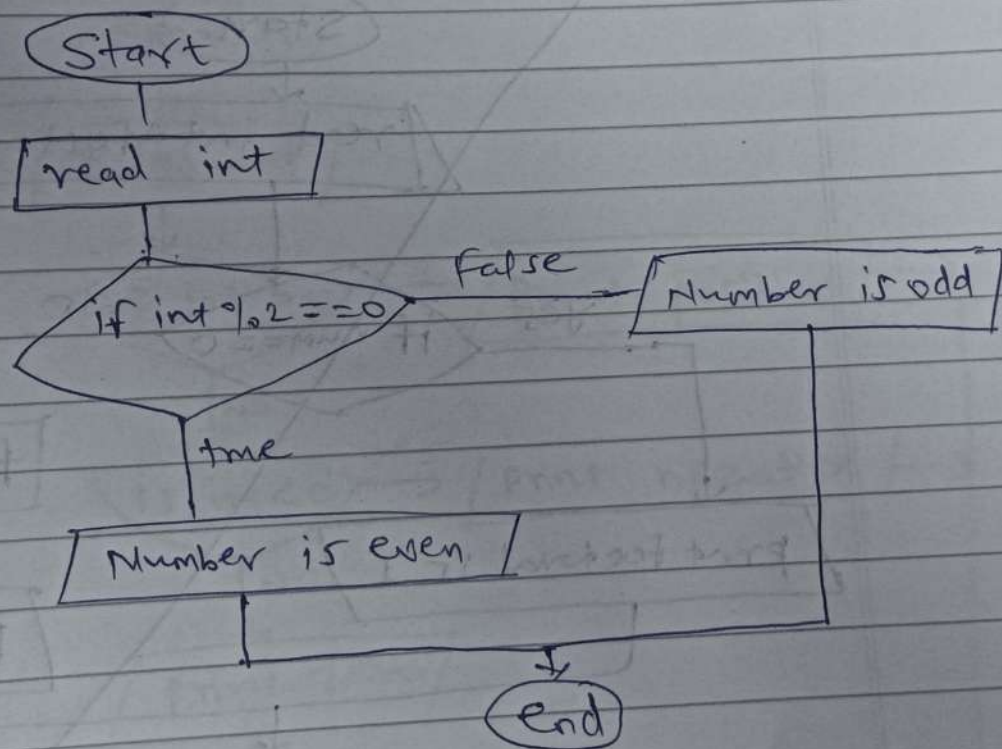 Start
read int
if int % 2 == 0
False
Number is odd
true
Number is even
end